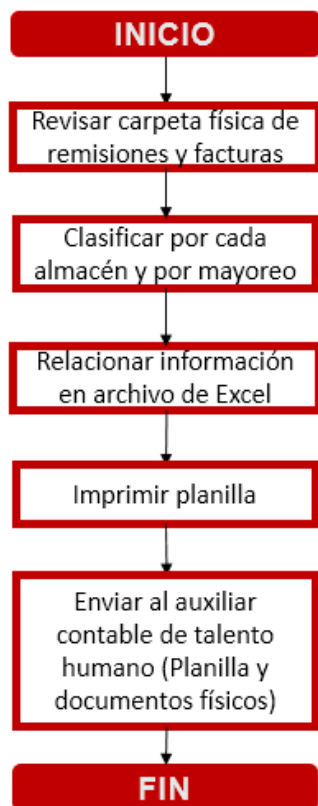 INICIO
Revisar carpeta física de
remisiones y facturas
Clasificar por cada
almacén y por mayoreo
Relacionar información
en archivo de Excel
Imprimir planilla
Enviar al auxiliar
contable de talento
humano (Planilla y
documentos físicos)
FIN